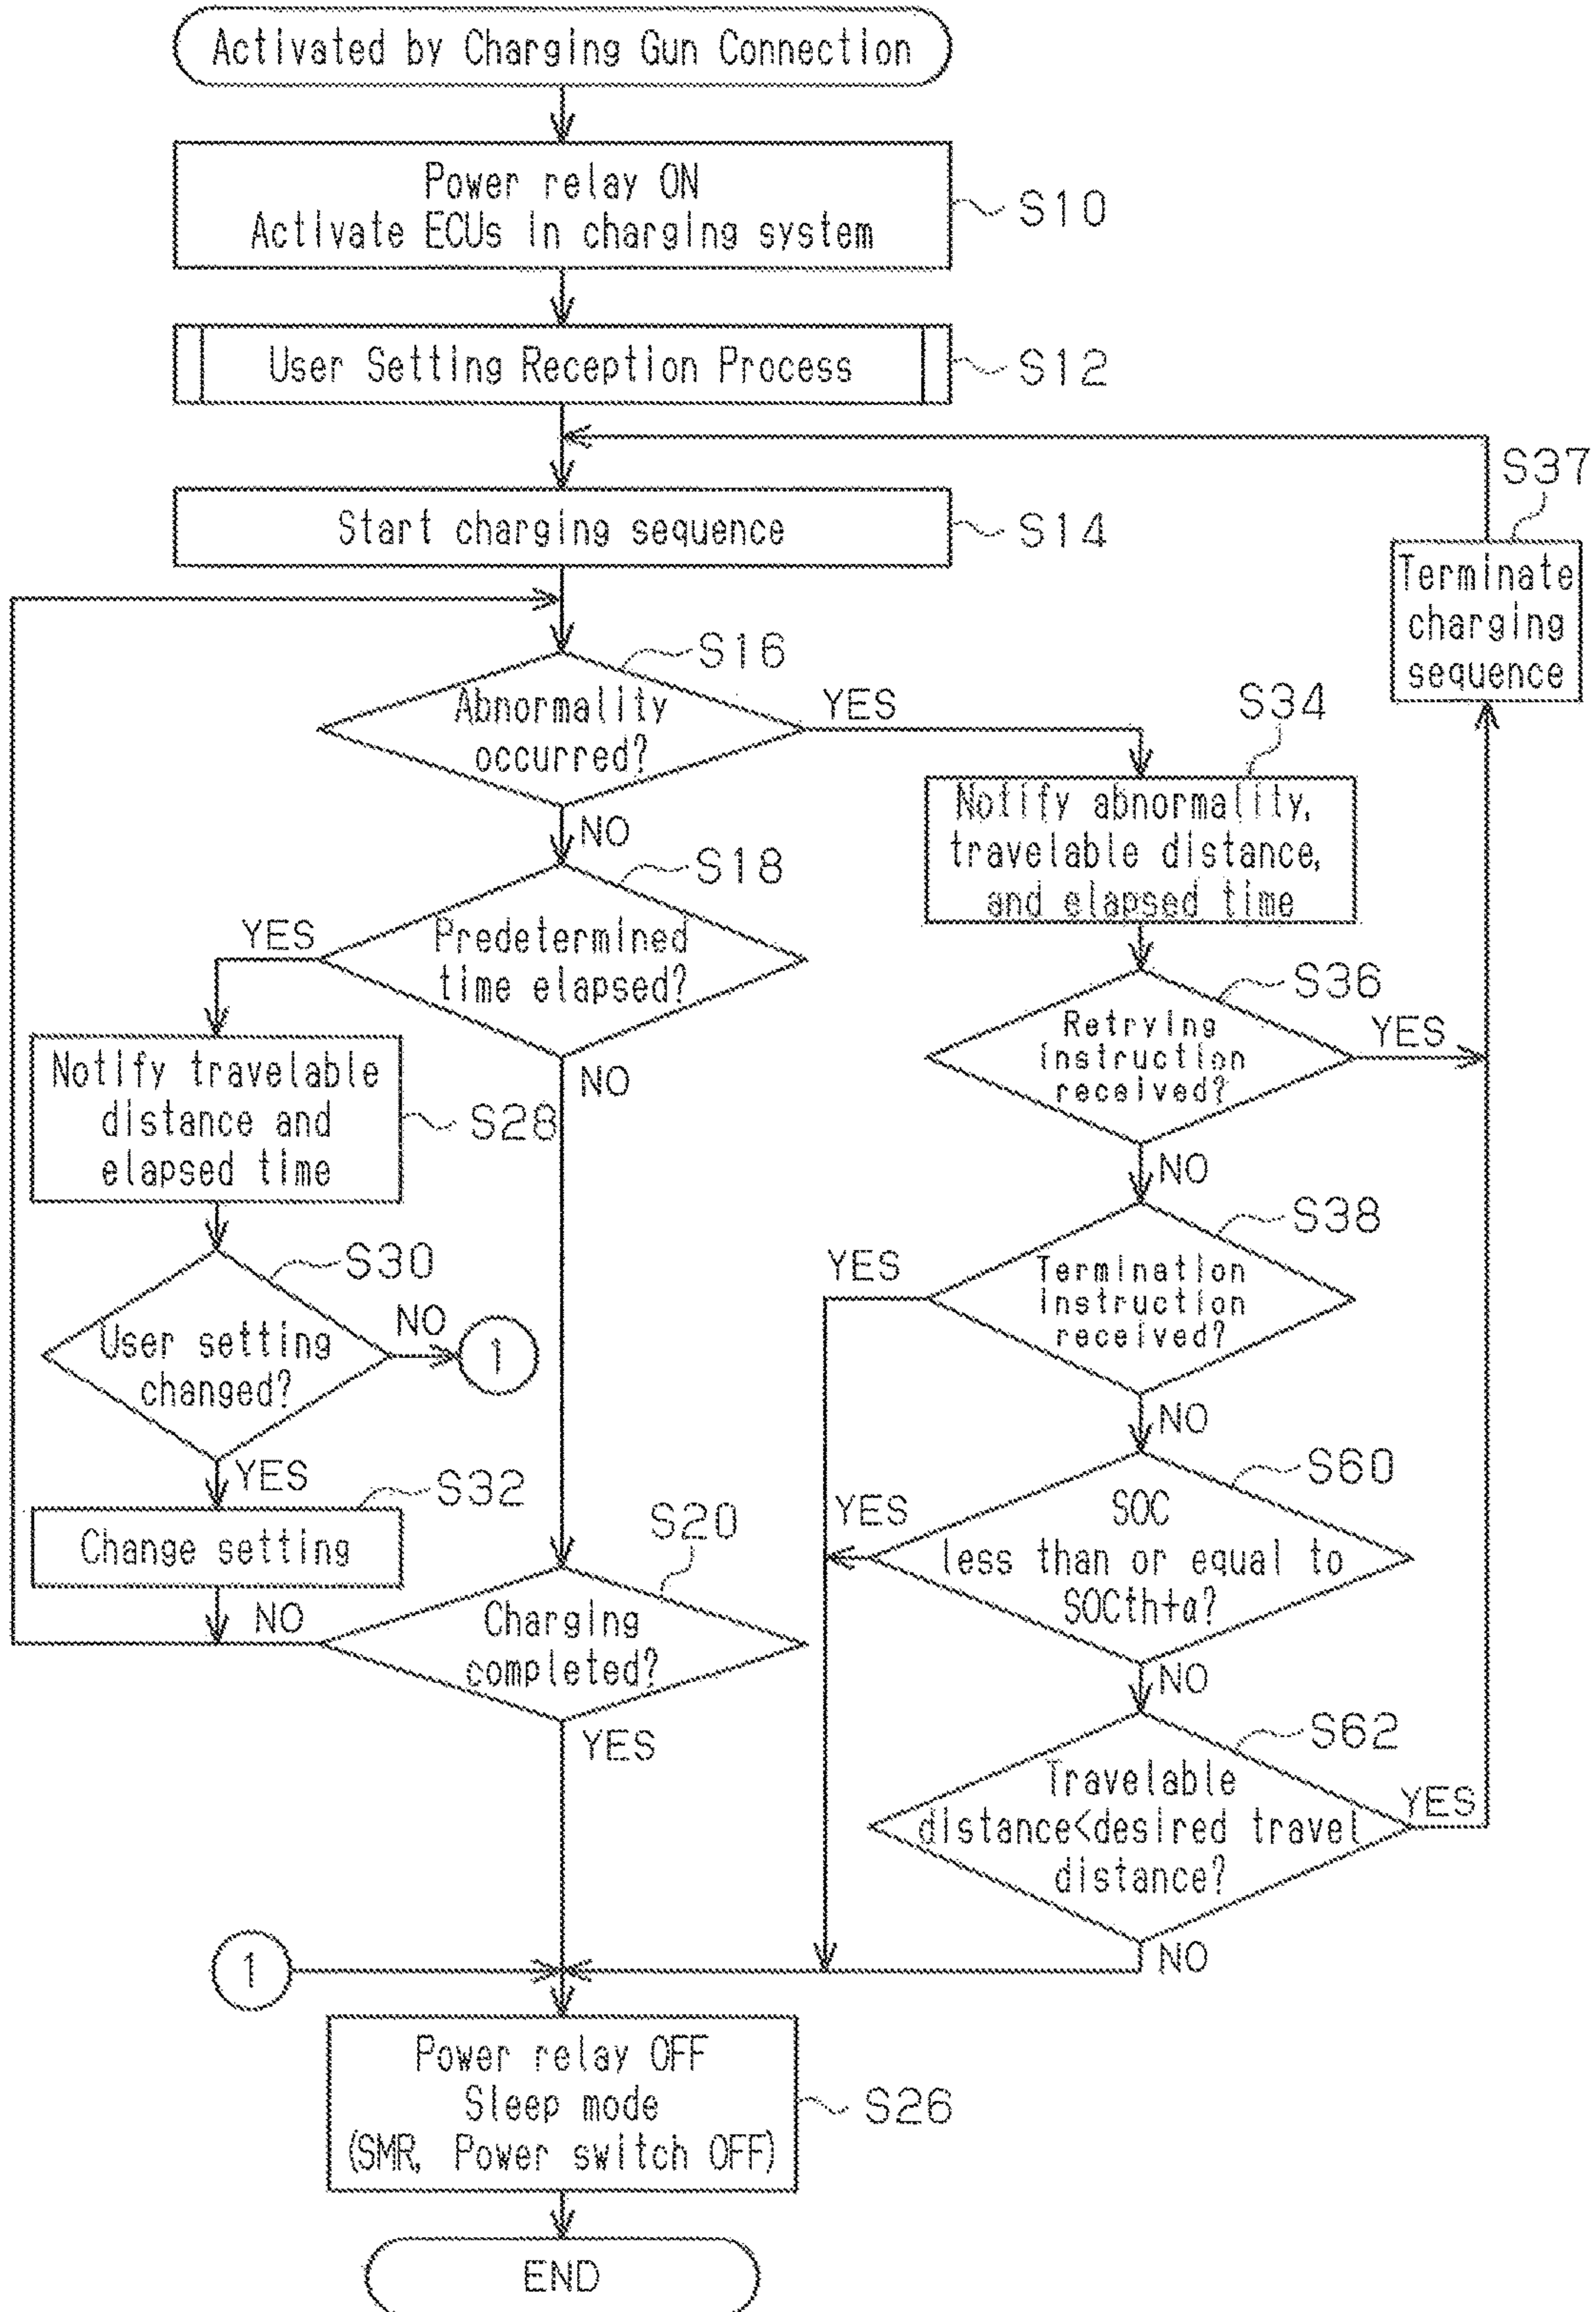 Activated by Charging Gun Connection
Power relay ON
Activate ECUs in charging system
S10
User Setting Reception Process
S12
S37
Start charging sequence
S14
Terminate
charging
sequence
S16
Abnormality
occurred?
YES
S34
NO
Notify abnormality,
travelable distance,
and elapsed time
S18
YES
Predetermined
time elapsed?
NO
S36
Retrying
instruction
received?
YES
NO
Notify travelable
distance and
elapsed time
S28
S38
YES
Termination
instruction
received?
NO
S30
User setting
changed?
NO
1
YES
S32
Change setting
S60
YES
SOC
less than or equal to
SOCth+α?
NO
S20
NO
Charging
completed?
YES
S62
Travelable
distance<desired travel
distance?
YES
NO
1
Power relay OFF
Sleep mode
(SMR, Power switch OFF)
S26
END